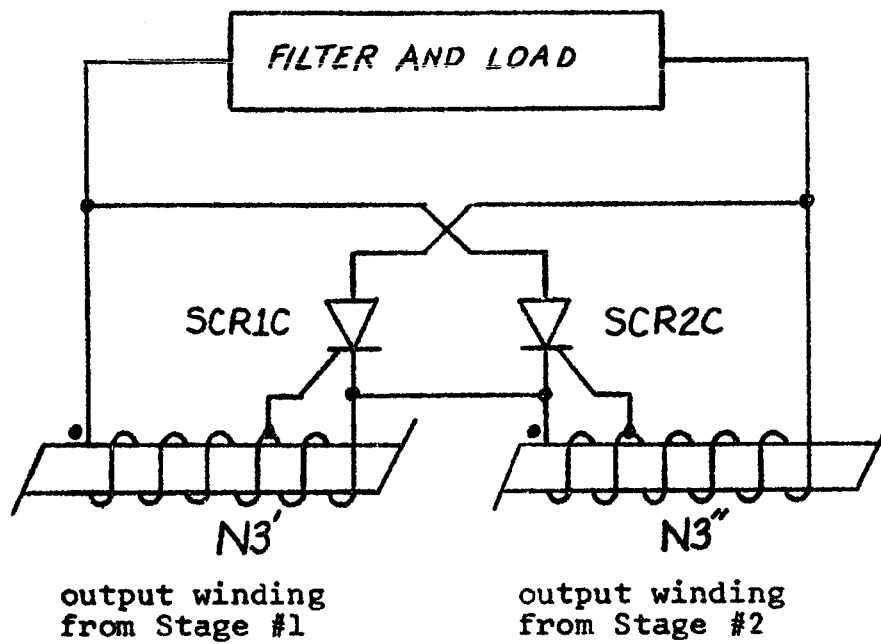 FILTER AND LOAD
SCR1C
SCR2C
N3'
N3"
output winding
from Stage #1
output winding
from Stage #2